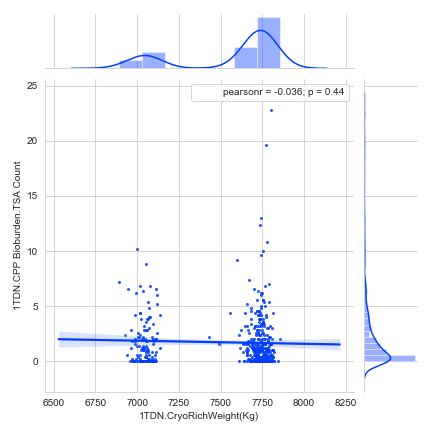 pearsonr = -0.036; p = 0.44
25
20
15
10
5
0
1TDN.CPP Bioburden.TSA Count
6500 6750 7000 7250 7500 7750 8000 8250
1TDN.CryoRichWeight(Kg)